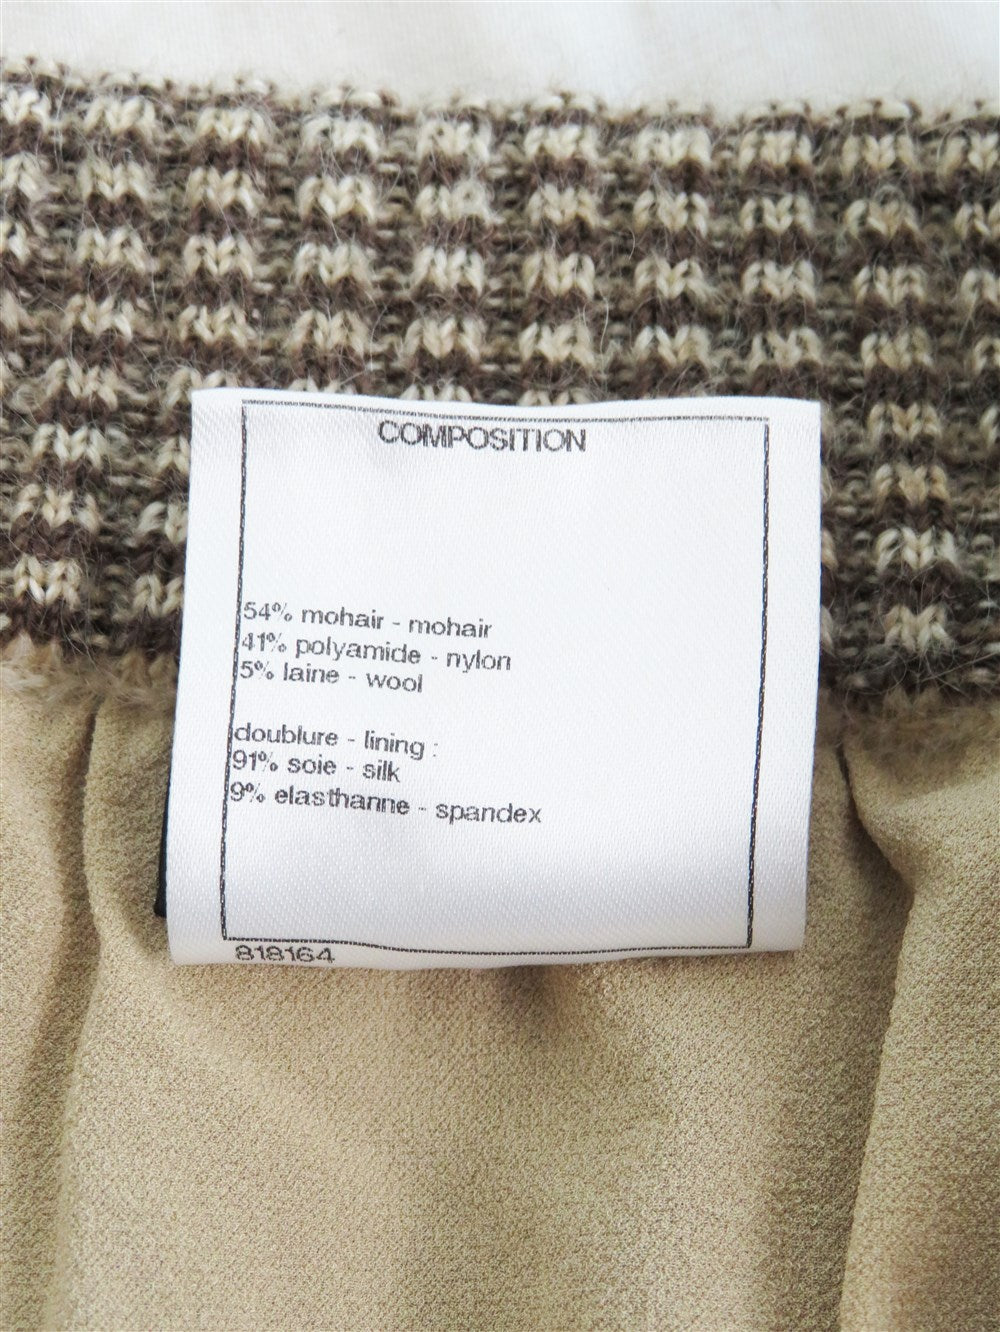 COMPOSITION
54% mohair - mohair
41% polyamide - nylon
5% laine - wool
doublure - lining :
91% soie - silk
9% elasthanne - spandex
818164